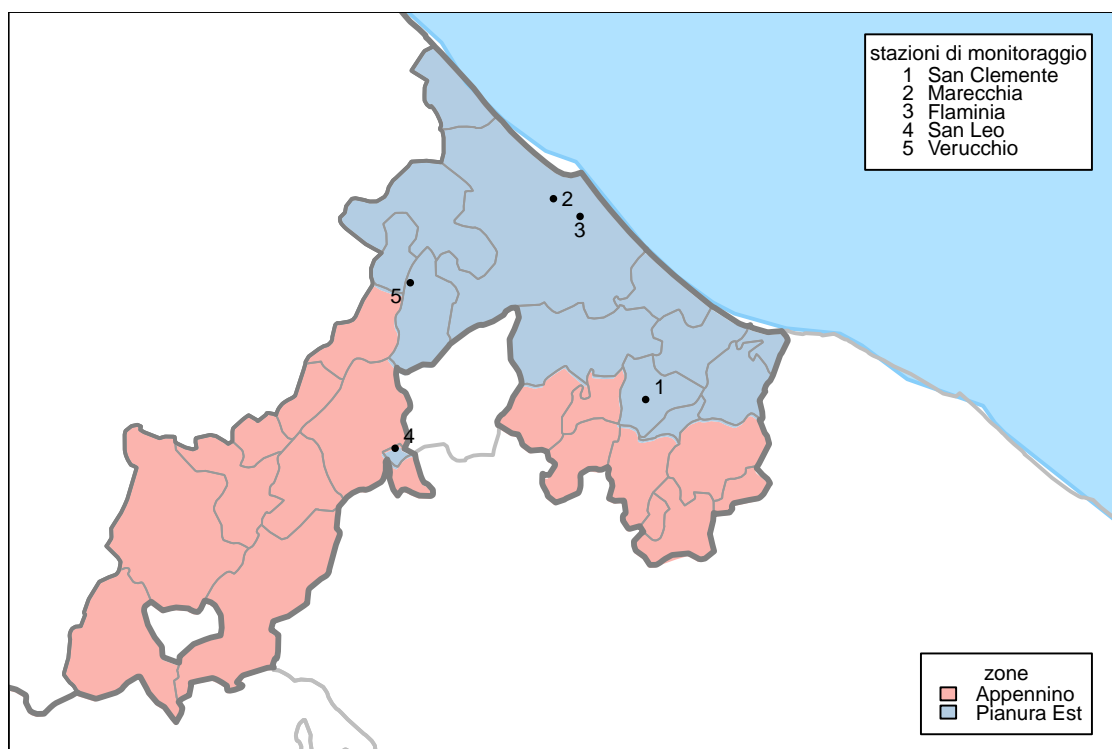 stazioni di monitoraggio
1 San Clemente
2 Marecchia
3 Flaminia
4 San Leo
5 Verucchio
2
3
5
1
4
zone
Appennino
Pianura Est